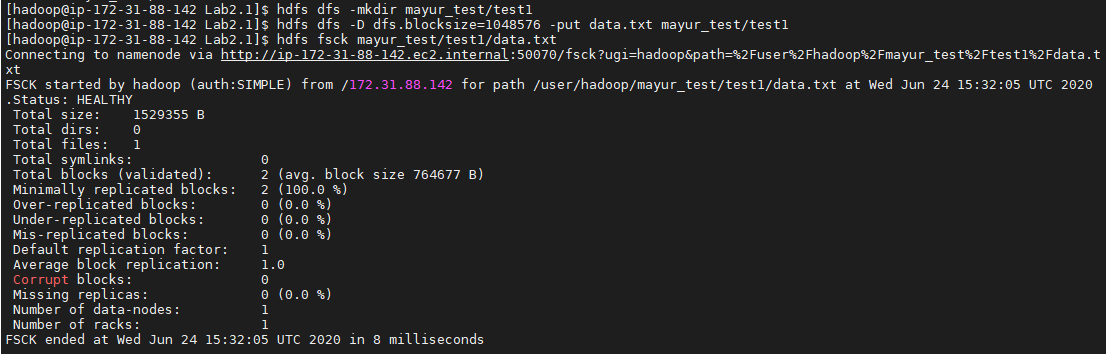 [hadoop@ip-172-31-88-142 Lab2.1]$ hdfs dfs -mkdir mayur_test/test1
[hadoop@ip-172-31-88-142 Lab2.1]$ hdfs dfs -D dfs.blocksize=1048576 -put data.txt mayur_test/test1
[hadoop@ip-172-31-88-142 Lab2.1]$ hdfs fsck mayur_test/test1/data.txt
Connecting to namenode via http://ip-172-31-88-142.ec2.internal:50070/fsck?ugi=hadoop&path=%2Fuser%2Fhadoop%2Fmayur_test%2Ftest1%2Fdata.t
xt
FSCK started by hadoop (auth:SIMPLE) from /172.31.88.142 for path /user/hadoop/mayur_test/test1/data.txt at Wed Jun 24 15:32:05 UTC 2020
.Status: HEALTHY
 Total size:    1529355 B
 Total dirs:    0
 Total files:   1
 Total symlinks:                0
 Total blocks (validated):      2 (avg. block size 764677 B)
 Minimally replicated blocks:   2 (100.0 %)
 Over-replicated blocks:        0 (0.0 %)
 Under-replicated blocks:       0 (0.0 %)
 Mis-replicated blocks:         0 (0.0 %)
 Default replication factor:    1
 Average block replication:     1.0
 Corrupt blocks:                0
 Missing replicas:              0 (0.0 %)
 Number of data-nodes:          1
 Number of racks:               1
FSCK ended at Wed Jun 24 15:32:05 UTC 2020 in 8 milliseconds